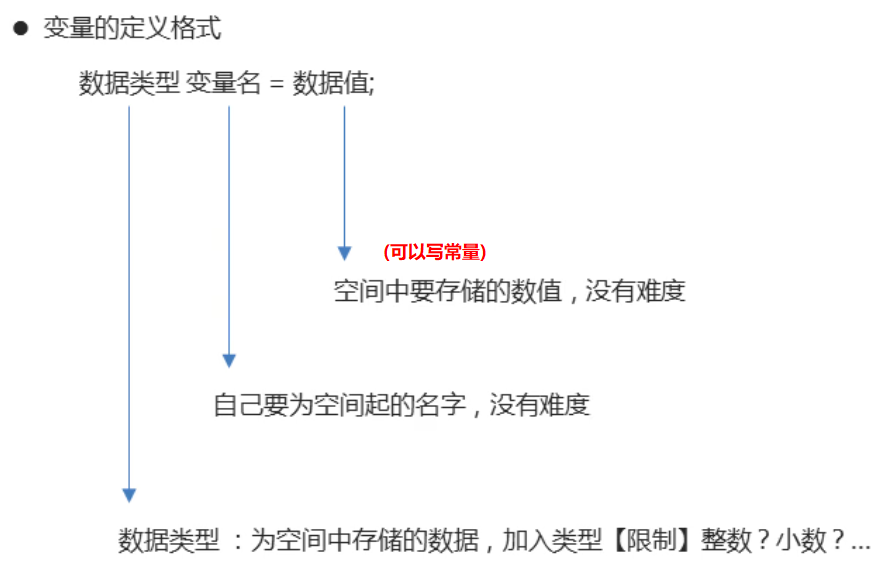 ● 变量的定义格式
数据类型 变量名 = 数据值;
(可以写常量)
空间中要存储的数值，没有难度
自己要为空间起的名字，没有难度
数据类型 ：为空间中存储的数据，加入类型【限制】整数？小数？...